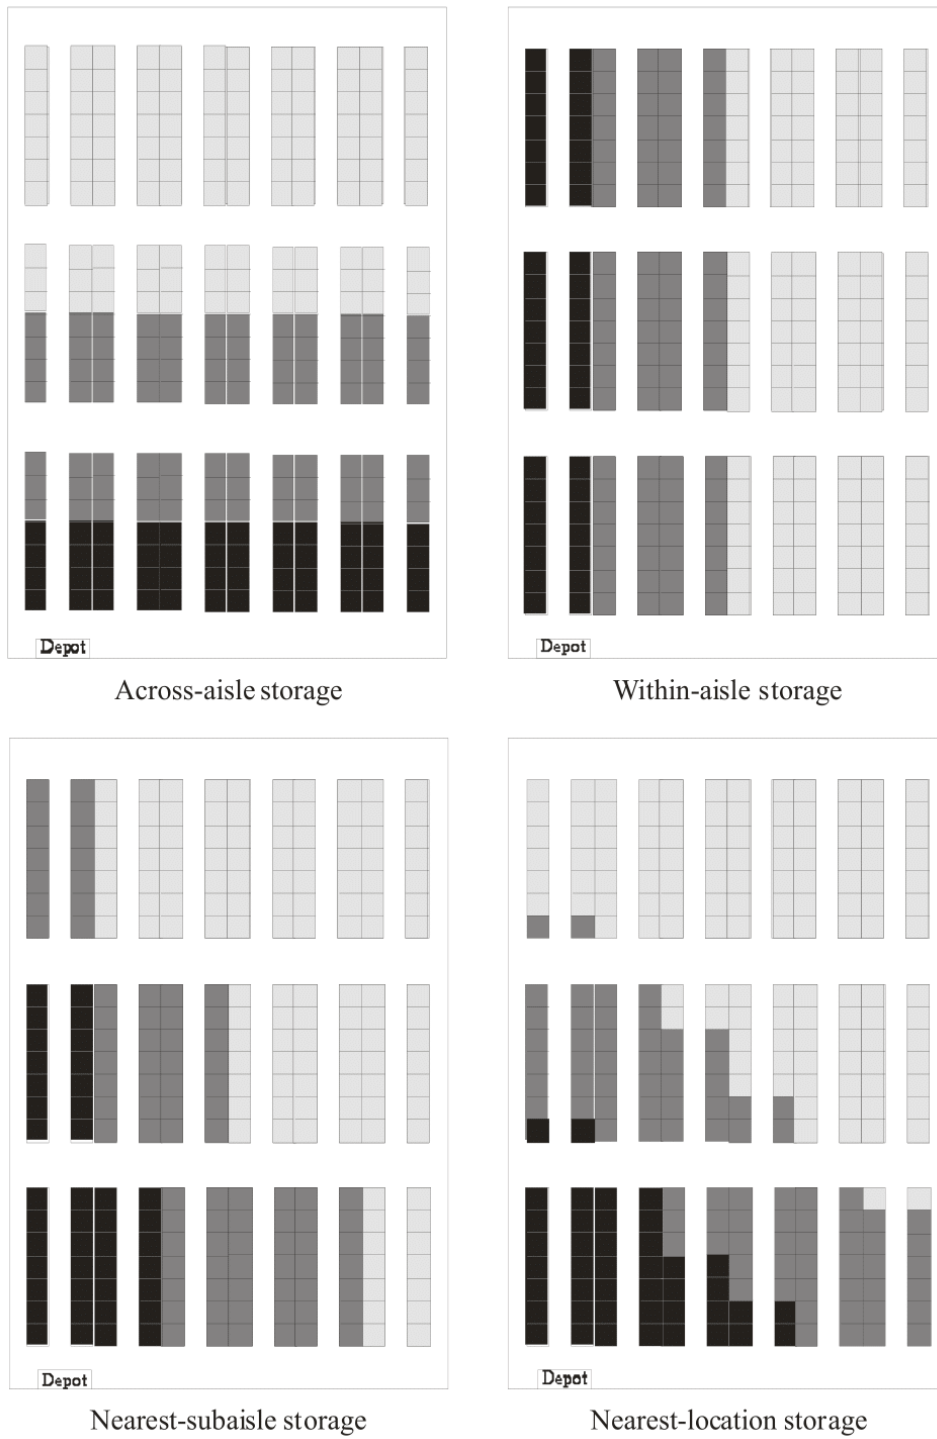 Depot
Depot
Across-aisle storage
Within-aisle storage
Depot
Depot
Nearest-subaisle storage
Nearest-location storage